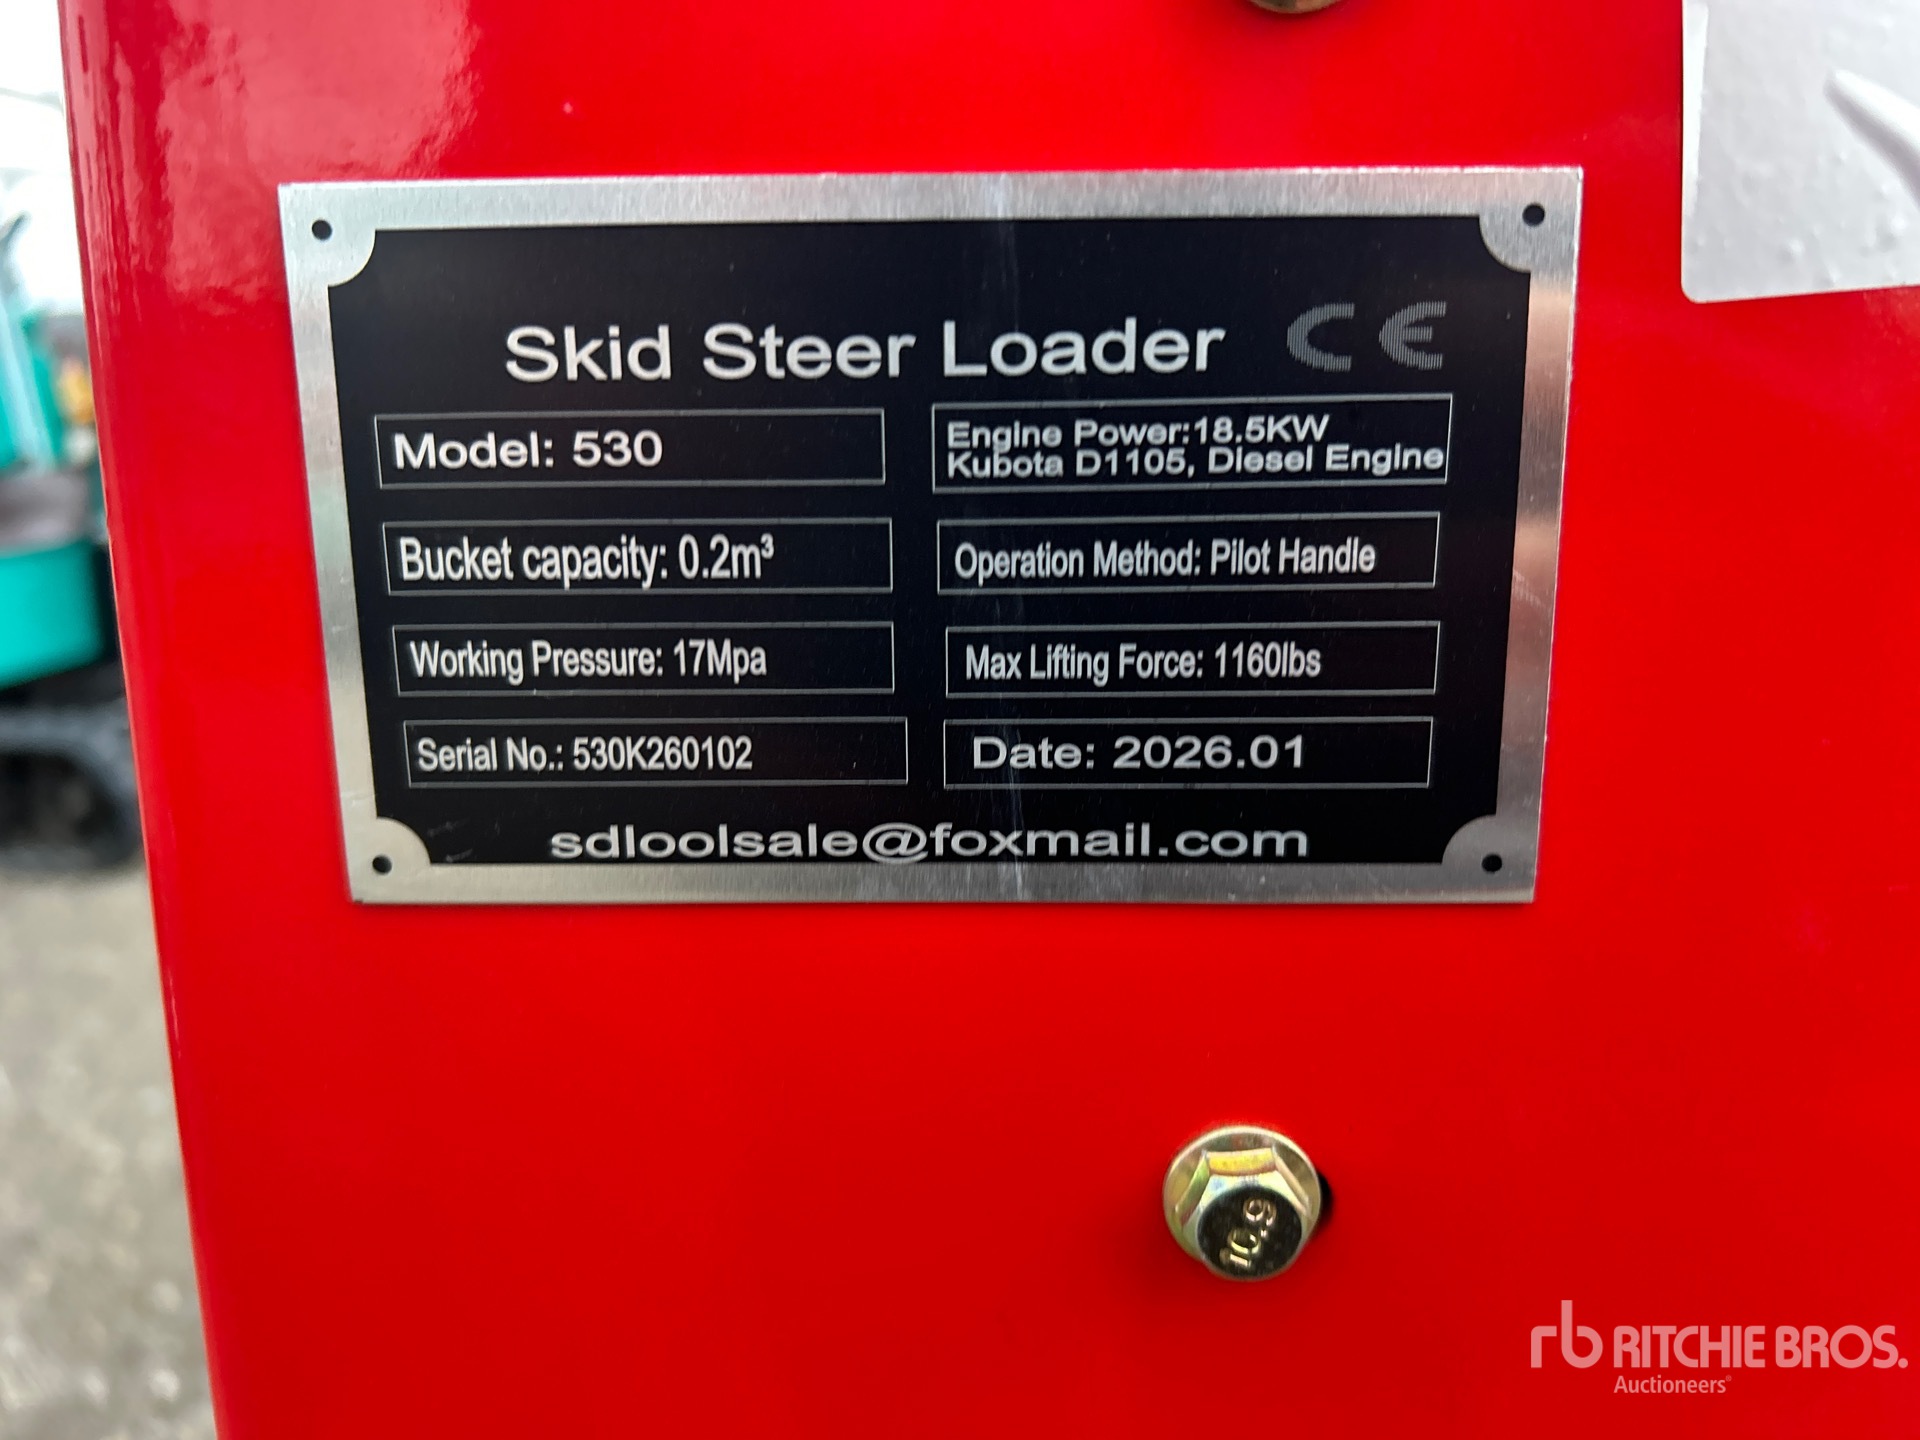 Skid Steer Loader CE
Model: 530
Engine Power:18.5KW
Kubota D1105, Diesel Engine
Bucket capacity: 0.2m³
Operation Method: Pilot Handle
Working Pressure: 17Mpa
Max Lifting Force: 1160lbs
Serial No.: 530K260102
Date: 2026.01
sdloolsale@foxmail.com
10.9
rb RITCHIE BROS.
Auctioneers®